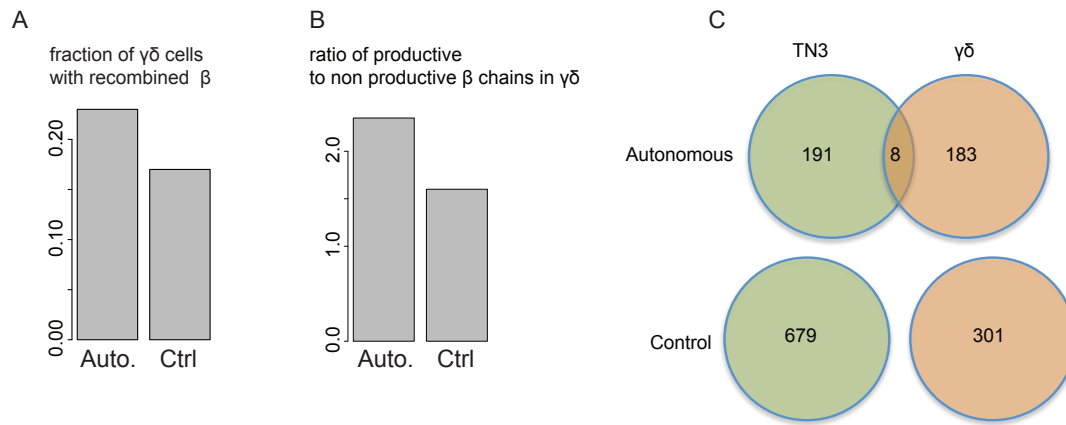 A
fraction of γδ cells
with recombined β
0.00
0.10
0.20
Auto.
Ctrl
B
ratio of productive
to non productive β chains in γδ
0.0
1.0
2.0
Auto.
Ctrl
C
TN3
γδ
Autonomous
191
8
183
Control
679
301